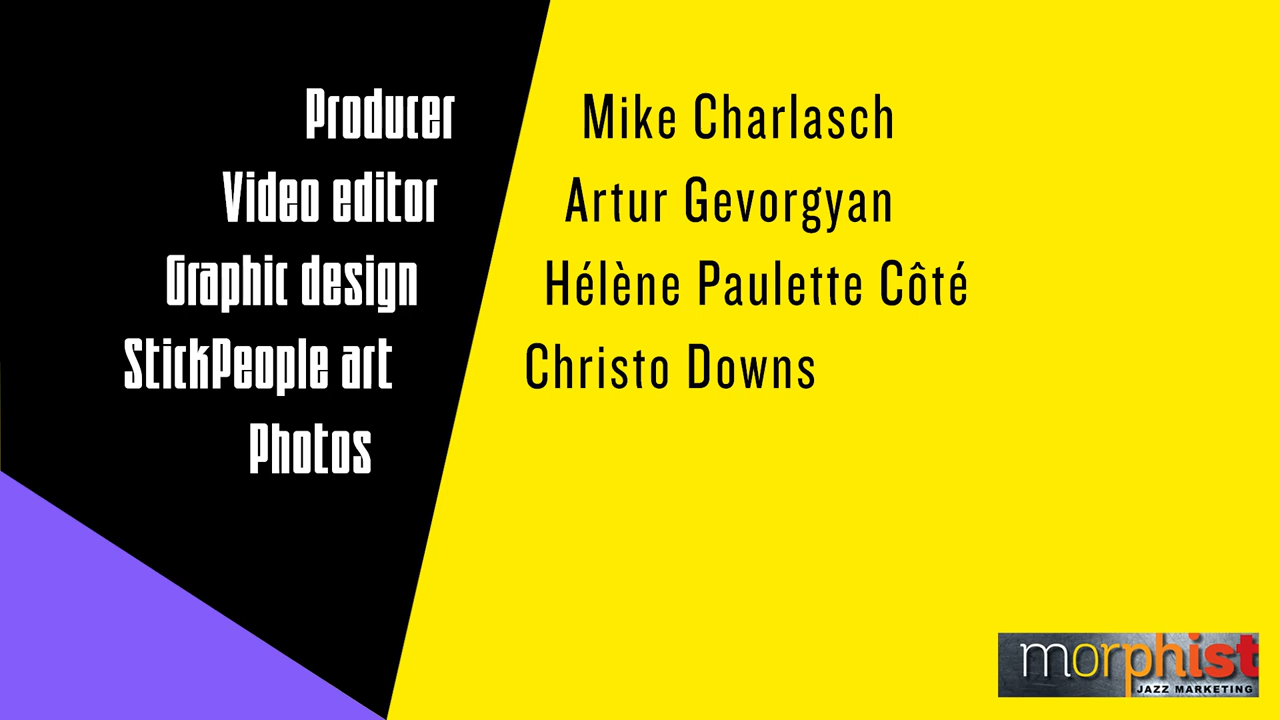 Producer Mike Charlasch
Video editor Artur Gevorgyan
Graphic design Hélène Paulette Côté
StickPeople art Christo Downs
Photos
morphist
JAZZ MARKETING